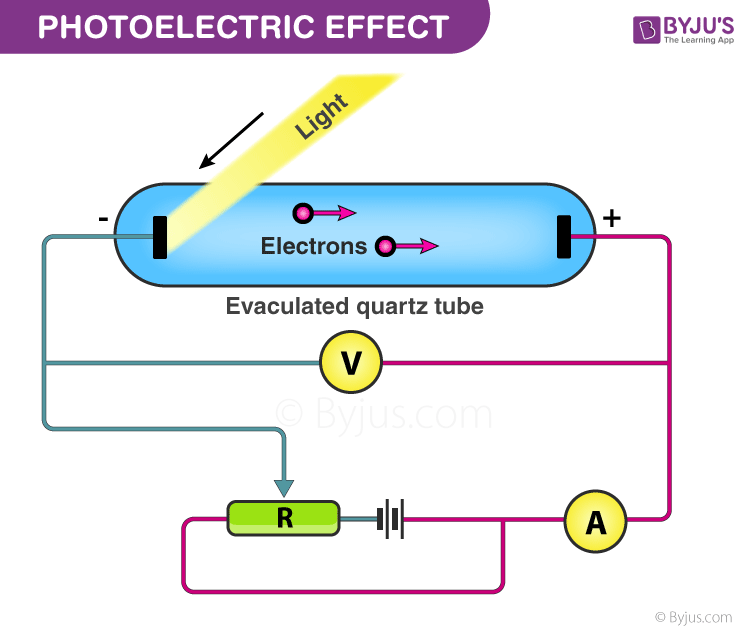 PHOTOELECTRIC EFFECT
BYJU'S
The Learning App
Light
-
+
Electrons
Evaculated quartz tube
V
© Byjus.com
R
A
© Byjus.com